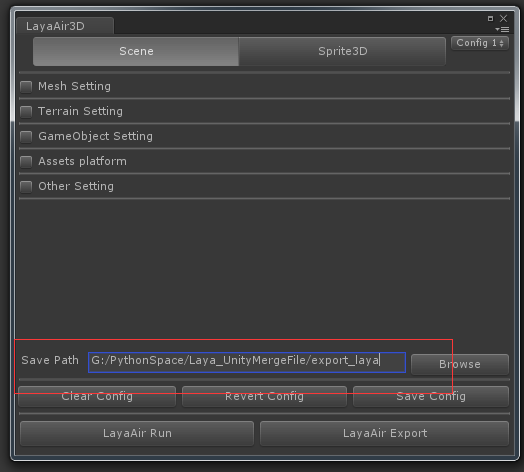 LayaAir3D
Scene Sprite3D Config 1
Mesh Setting
Terrain Setting
GameObject Setting
Assets platform
Other Setting
Save Path G:/PythonSpace/Laya_UnityMergeFile/export_laya Browse
Clear Config Revert Config Save Config
LayaAir Run LayaAir Export